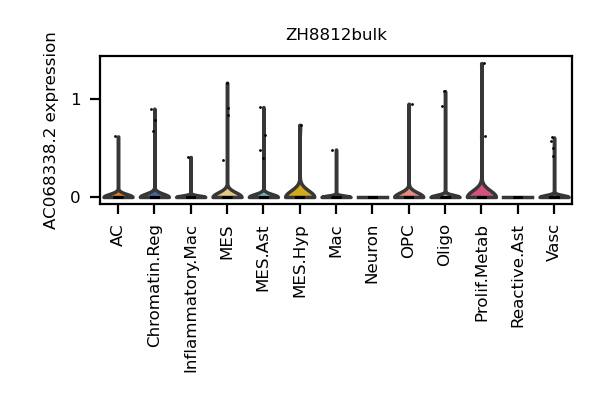 ZH8812bulk
AC068338.2 expression
1
0
AC
Chromatin.Reg
Inflammatory.Mac
MES
MES.Ast
MES.Hyp
Mac
Neuron
OPC
Oligo
Prolif.Metab
Reactive.Ast
Vasc